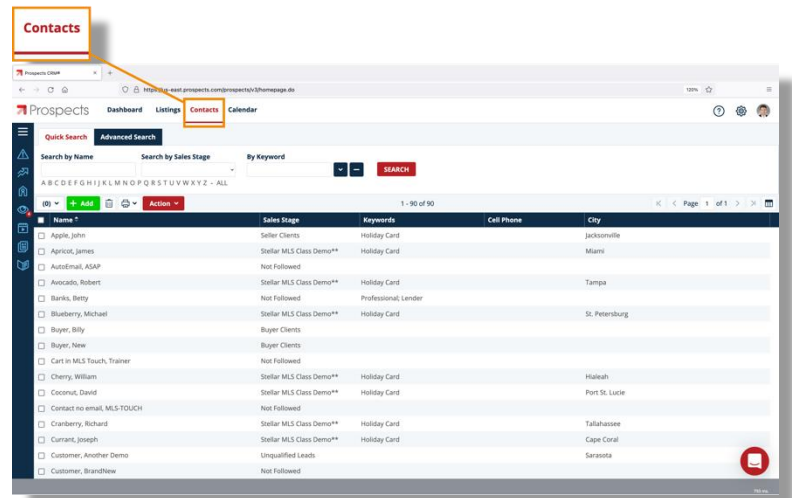 Contacts
Prospects CRM® × +
https://us-east.prospects.com/prospects/v3/homepage.do 120%
Prospects Dashboard Listings Contacts Calendar
Quick Search Advanced Search
Search by Name Search by Sales Stage By Keyword
SEARCH
A B C D E F G H I J K L M N O P Q R S T U V W X Y Z - ALL
(0) + Add Action 1 - 90 of 90 Page 1 of 1
Name Sales Stage Keywords Cell Phone City
Apple, John Seller Clients Holiday Card Jacksonville
Apricot, James Stellar MLS Class Demo** Holiday Card Miami
AutoEmail, ASAP Not Followed
Avocado, Robert Stellar MLS Class Demo** Holiday Card Tampa
Banks, Betty Not Followed Professional; Lender
Blueberry, Michael Stellar MLS Class Demo** Holiday Card St. Petersburg
Buyer, Billy Buyer Clients
Buyer, New Buyer Clients
Cart in MLS Touch, Trainer Not Followed
Cherry, William Stellar MLS Class Demo** Holiday Card Hialeah
Coconut, David Stellar MLS Class Demo** Holiday Card Port St. Lucie
Contact no email, MLS-TOUCH Not Followed
Cranberry, Richard Stellar MLS Class Demo** Holiday Card Tallahassee
Currant, Joseph Stellar MLS Class Demo** Holiday Card Cape Coral
Customer, Another Demo Unqualified Leads Sarasota
Customer, BrandNew Not Followed